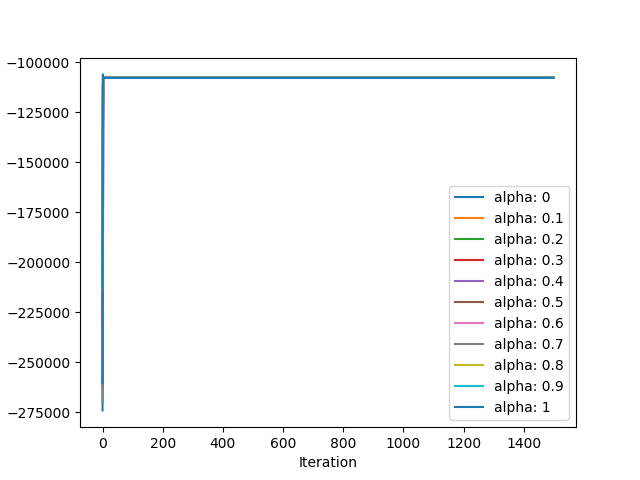 −100000
−125000
−150000
−175000
−200000
−225000
−250000
−275000
alpha: 0
alpha: 0.1
alpha: 0.2
alpha: 0.3
alpha: 0.4
alpha: 0.5
alpha: 0.6
alpha: 0.7
alpha: 0.8
alpha: 0.9
alpha: 1
0 200 400 600 800 1000 1200 1400
Iteration